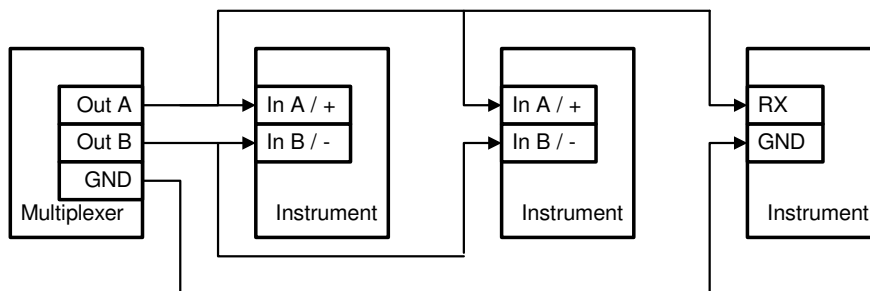 Out A
Out B
GND
Multiplexer
In A / +
In B / -
Instrument
In A / +
In B / -
Instrument
RX
GND
Instrument